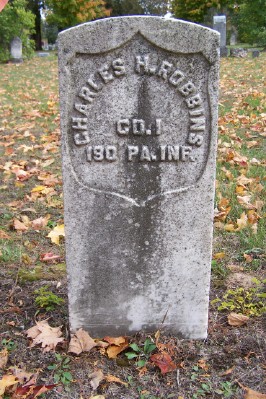 CHARLES H. ROBBINS
CO. I
190 PA. INF.